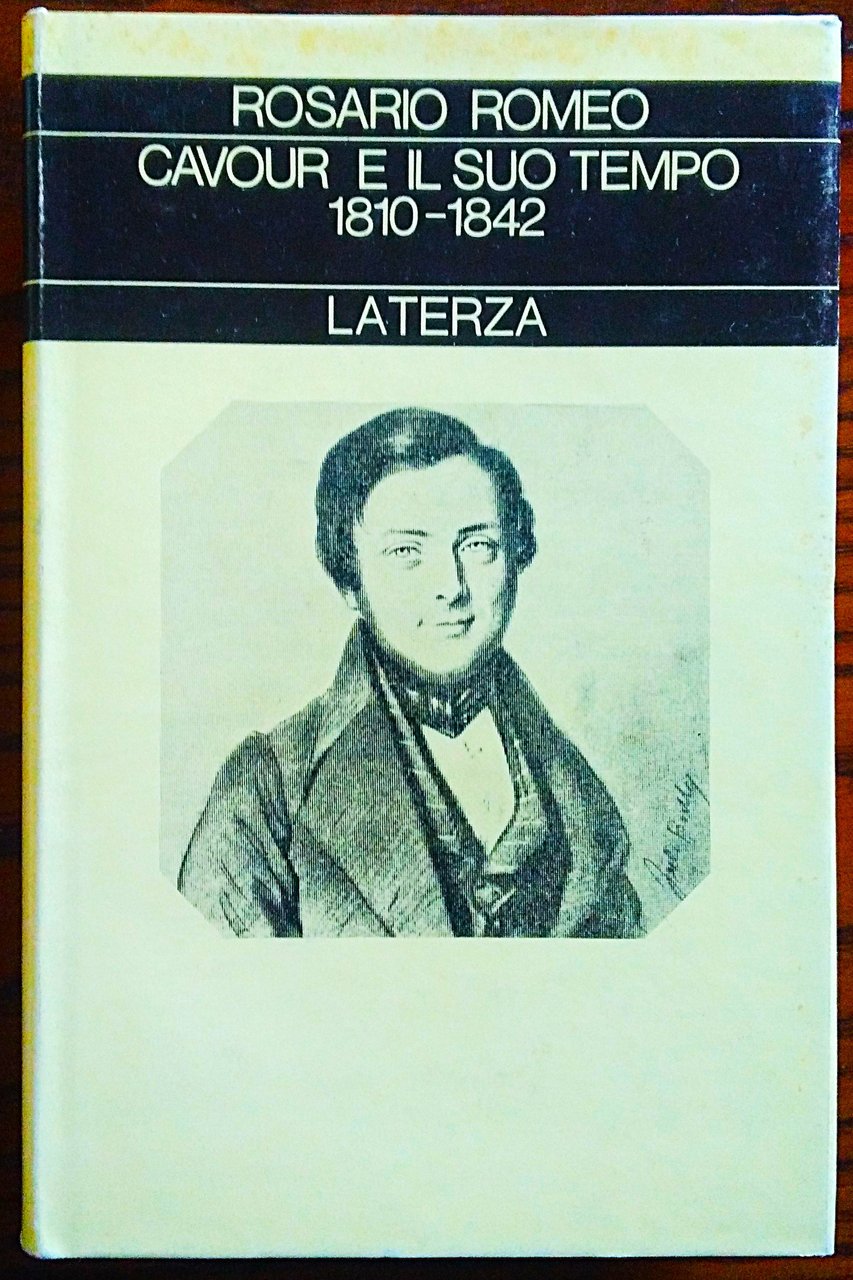 ROSARIO ROMEO
CAVOUR E IL SUO TEMPO
1810-1842
LATERZA